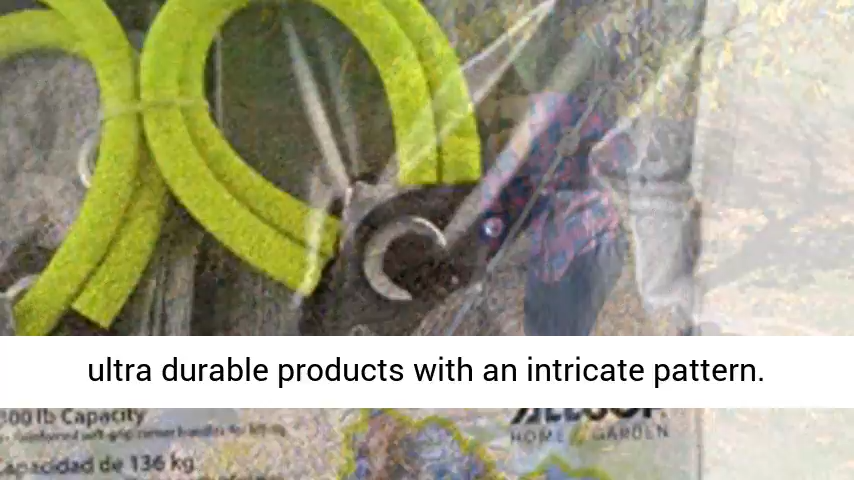 ultra durable products with an intricate pattern.
300 lb Capacity
HOME & GARDEN
Capacidad de 136 kg